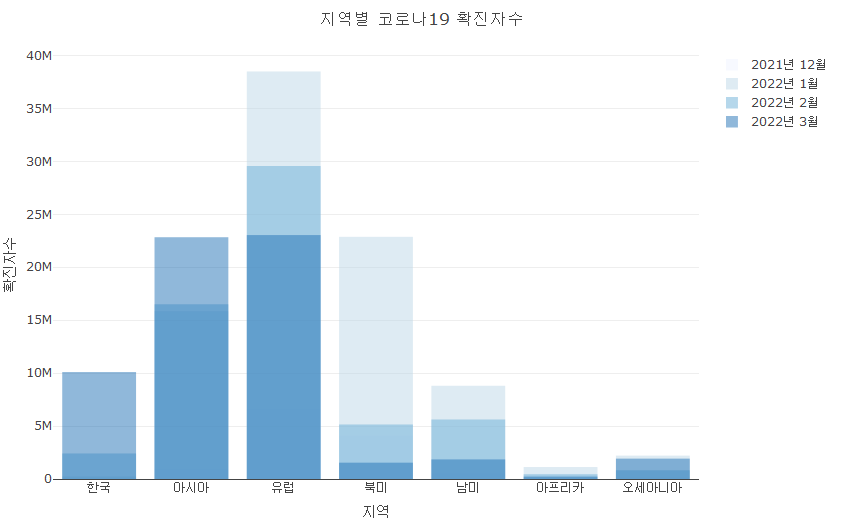 지역별 코로나19 확진자수
2021년 12월
2022년 1월
2022년 2월
2022년 3월
확진자수
40M
35M
30M
25M
20M
15M
10M
5M
0
한국 아시아 유럽 북미 남미 아프리카 오세아니아
지역